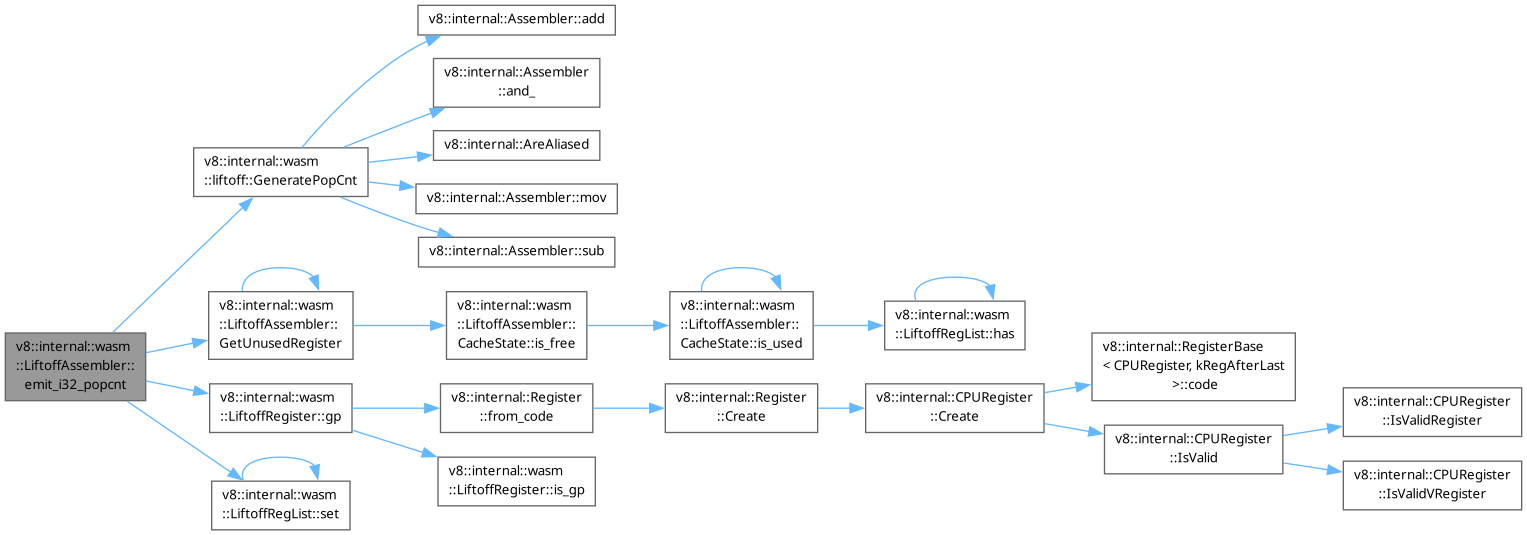 v8::internal::Assembler::add
v8::internal::Assembler
::and_
v8::internal::AreAliased
v8::internal::wasm
::liftoff::GeneratePopCnt
v8::internal::Assembler::mov
v8::internal::Assembler::sub
v8::internal::wasm
::LiftoffAssembler::
GetUnusedRegister
v8::internal::wasm
::LiftoffAssembler::
CacheState::is_free
v8::internal::wasm
::LiftoffAssembler::
CacheState::is_used
v8::internal::wasm
::LiftoffRegList::has
v8::internal::wasm
::LiftoffAssembler::
emit_i32_popcnt
v8::internal::wasm
::LiftoffRegister::gp
v8::internal::Register
::from_code
v8::internal::Register
::Create
v8::internal::CPURegister
::Create
v8::internal::RegisterBase
< CPURegister, kRegAfterLast
>::code
v8::internal::CPURegister
::IsValid
v8::internal::CPURegister
::IsValidRegister
v8::internal::CPURegister
::IsValidVRegister
v8::internal::wasm
::LiftoffRegister::is_gp
v8::internal::wasm
::LiftoffRegList::set